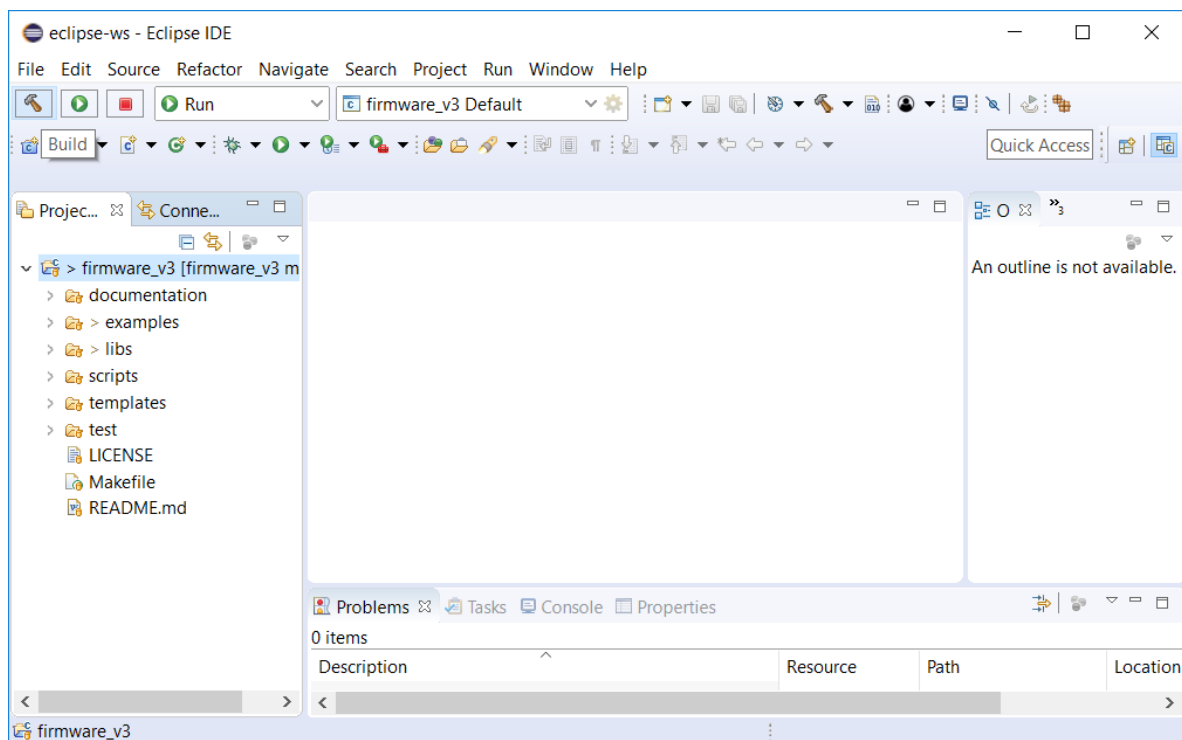 eclipse-ws - Eclipse IDE
File Edit Source Refactor Navigate Search Project Run Window Help
Run
firmware_v3 Default
Build
Quick Access
Projec...
Conne...
O
»3
> firmware_v3 [firmware_v3 m
documentation
> examples
> libs
scripts
templates
test
LICENSE
Makefile
README.md
An outline is not available.
Problems Tasks Console Properties
0 items
Description Resource Path Location
firmware_v3